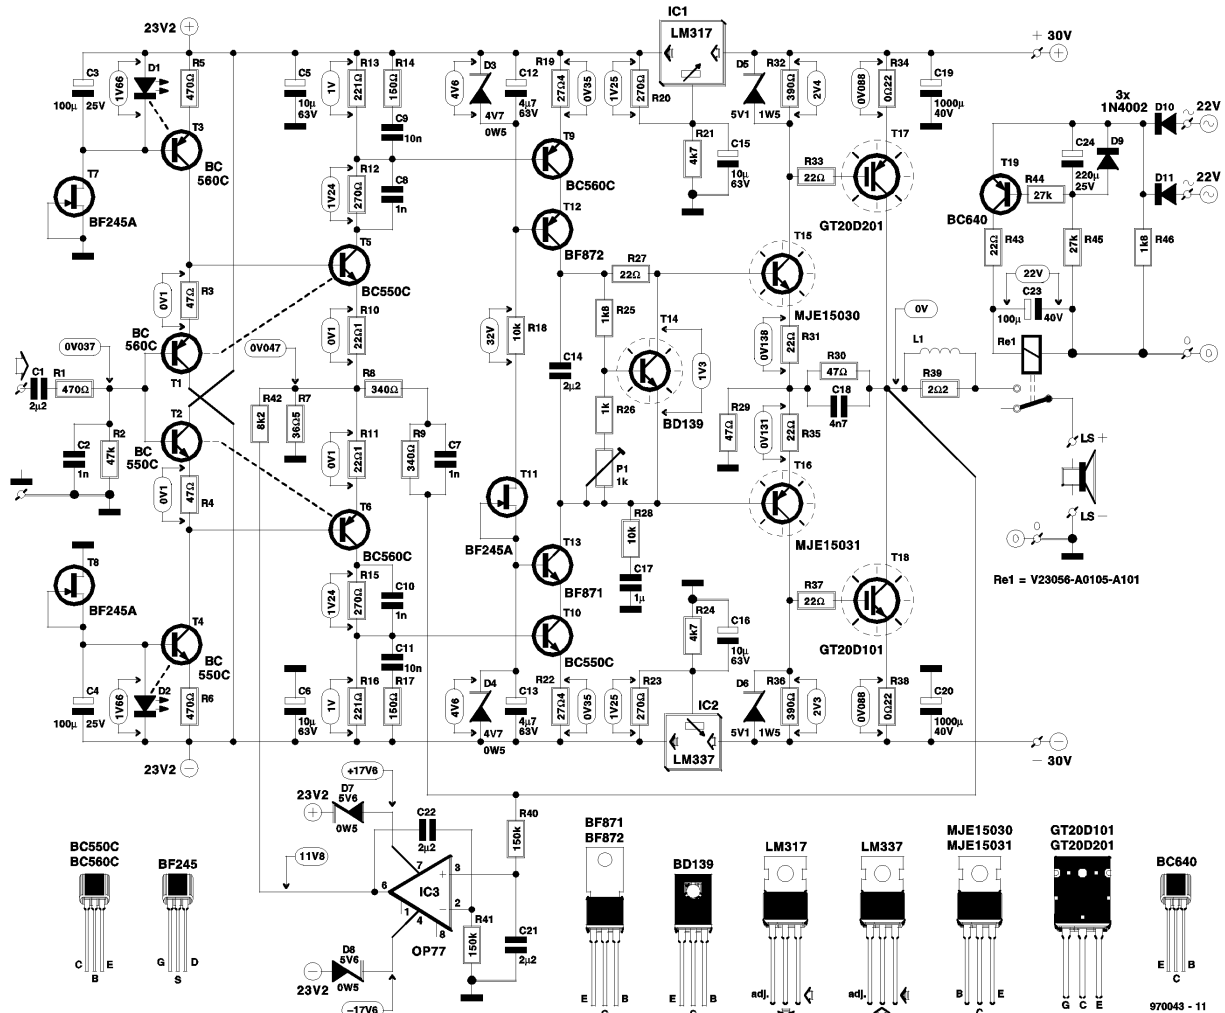 IC1
LM317
23V2 +
+ 30V
C3
100µ 25V
1V66
D1
R5
470Ω
T3
BC
560C
T7
BF245A
C5
10µ
63V
1V
R13
221Ω
R14
150Ω
C9
10n
R12
1V24
270Ω
C8
1n
4V6
D3
4V7
0W5
C12
4µ7
63V
R19
27Ω4
0V35
1V25
270Ω
R20
R21
4k7
C15
10µ
63V
D5
5V1
1W5
R32
390Ω
2V4
0V088
R34
0Ω22
C19
1000µ
40V
T9
BC560C
T12
BF872
T17
R33
22Ω
GT20D201
3x
1N4002
D10
22V
C24
220µ
25V
D9
D11
22V
T19
R44
27k
BC640
R43
22Ω
27k
R45
1k8
R46
22V
C23
100µ
40V
Re1
0
0V1
R3
47Ω
BC
560C
T1
T5
BC550C
0V1
R10
22Ω1
0V037
0V047
C1
2µ2
R1
470Ω
C2
1n
R2
47k
T2
BC
550C
0V1
47Ω
R4
R42
8k2
R7
36Ω5
R8
340Ω
R9
340Ω
C7
1n
0V1
R11
22Ω1
T6
BC560C
32V
10k
R18
R27
22Ω
R25
1k8
C14
2µ2
T14
1V3
BD139
R26
1k
P1
1k
T15
MJE15030
0V138
22Ω
R31
R29
47Ω
0V131
22Ω
R35
R30
47Ω
C18
4n7
0V
L1
R39
2Ω2
LS +
LS –
0
T11
BF245A
T13
BF871
R28
10k
C17
1µ
T16
MJE15031
T18
R37
22Ω
GT20D101
Re1 = V23056-A0105-A101
T8
BF245A
T4
BC
550C
C4
100µ 25V
1V66
D2
470Ω
R6
23V2 –
1V24
R15
270Ω
C10
1n
C11
10n
C6
10µ
63V
1V
R16
221Ω
R17
150Ω
4V6
D4
4V7
0W5
C13
4µ7
63V
T10
BC550C
R22
27Ω4
0V35
1V25
R23
270Ω
R24
4k7
C16
10µ
63V
D6
5V1
1W5
R36
390Ω
2V3
0V088
R38
0Ω22
C20
1000µ
40V
IC2
LM337
– 30V
+17V6
23V2
D7
5V6
0W5
C22
2µ2
R40
150k
11V8
7
3
6
IC3
2
1
4
8
OP77
R41
150k
C21
2µ2
D8
5V6
0W5
23V2
–17V6
BC550C
BC560C
C
B
E
BF245
G
S
D
BF871
BF872
E
C
B
BD139
E
C
B
LM317
adj.
LM337
adj.
MJE15030
MJE15031
B
C
E
GT20D101
GT20D201
G C E
BC640
E
C
B
970043 - 11